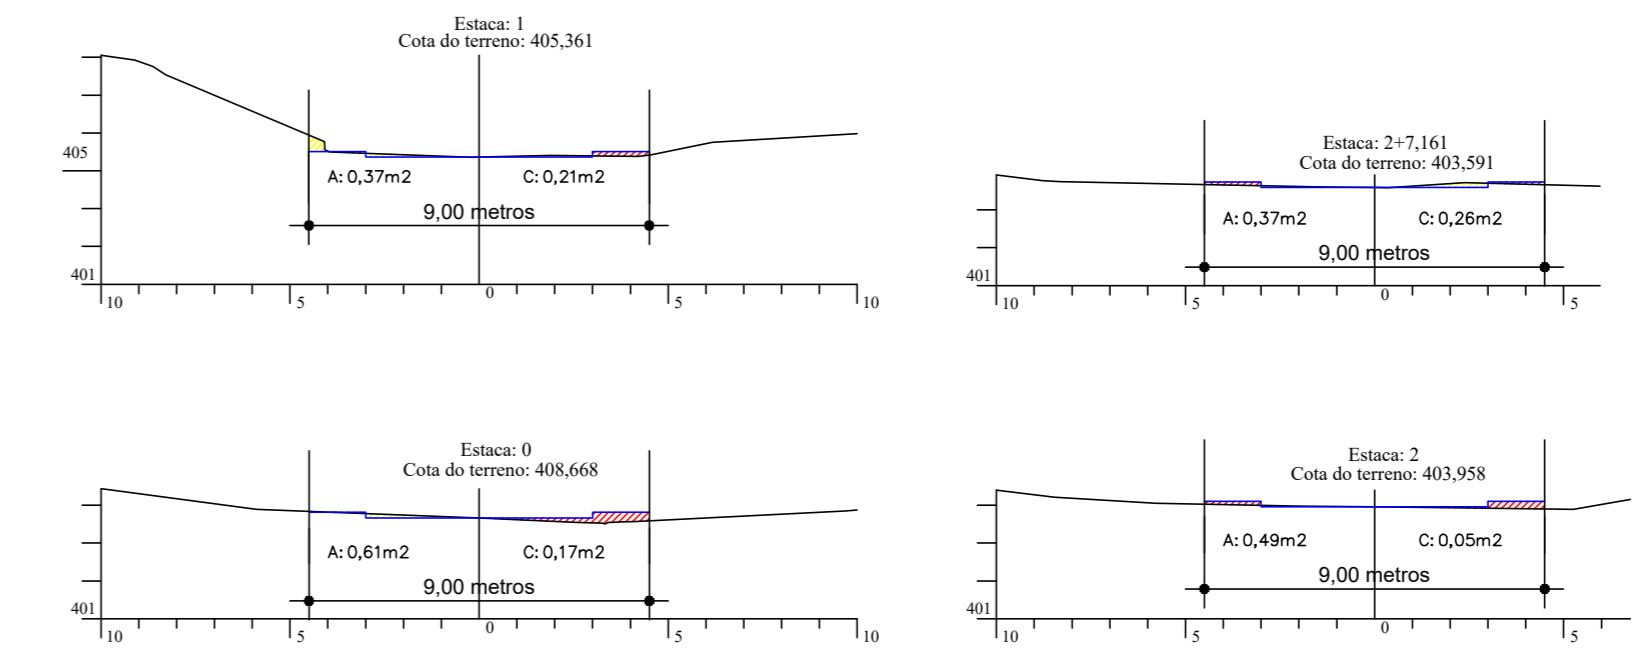 Estaca: 1
Cota do terreno: 405,361
405
A: 0,37m2
C: 0,21m2
9,00 metros
401
10
5
0
5
10
Estaca: 2+7,161
Cota do terreno: 403,591
A: 0,37m2
C: 0,26m2
9,00 metros
401
10
5
0
5
Estaca: 0
Cota do terreno: 408,668
A: 0,61m2
C: 0,17m2
9,00 metros
401
10
5
0
5
10
Estaca: 2
Cota do terreno: 403,958
A: 0,49m2
C: 0,05m2
9,00 metros
401
10
5
0
5